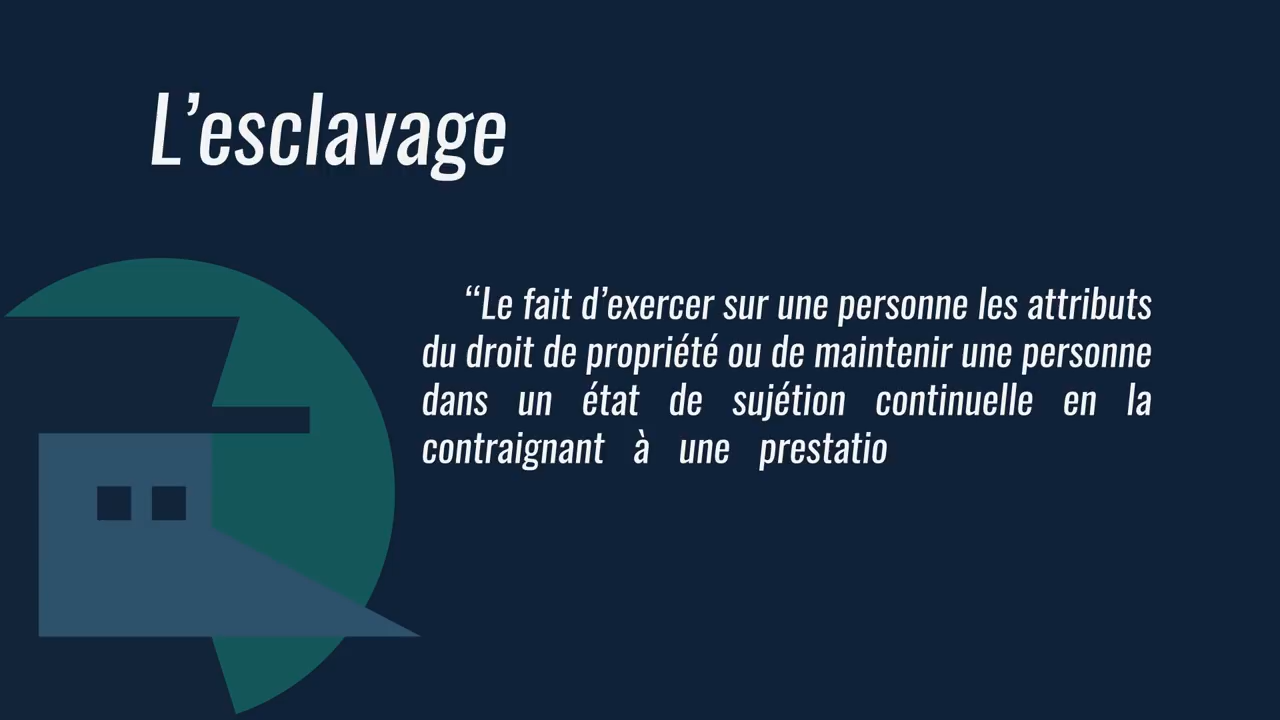 L’esclavage
“Le fait d’exercer sur une personne les attributs
du droit de propriété ou de maintenir une personne
dans un état de sujétion continuelle en la
contraignant à une prestatio